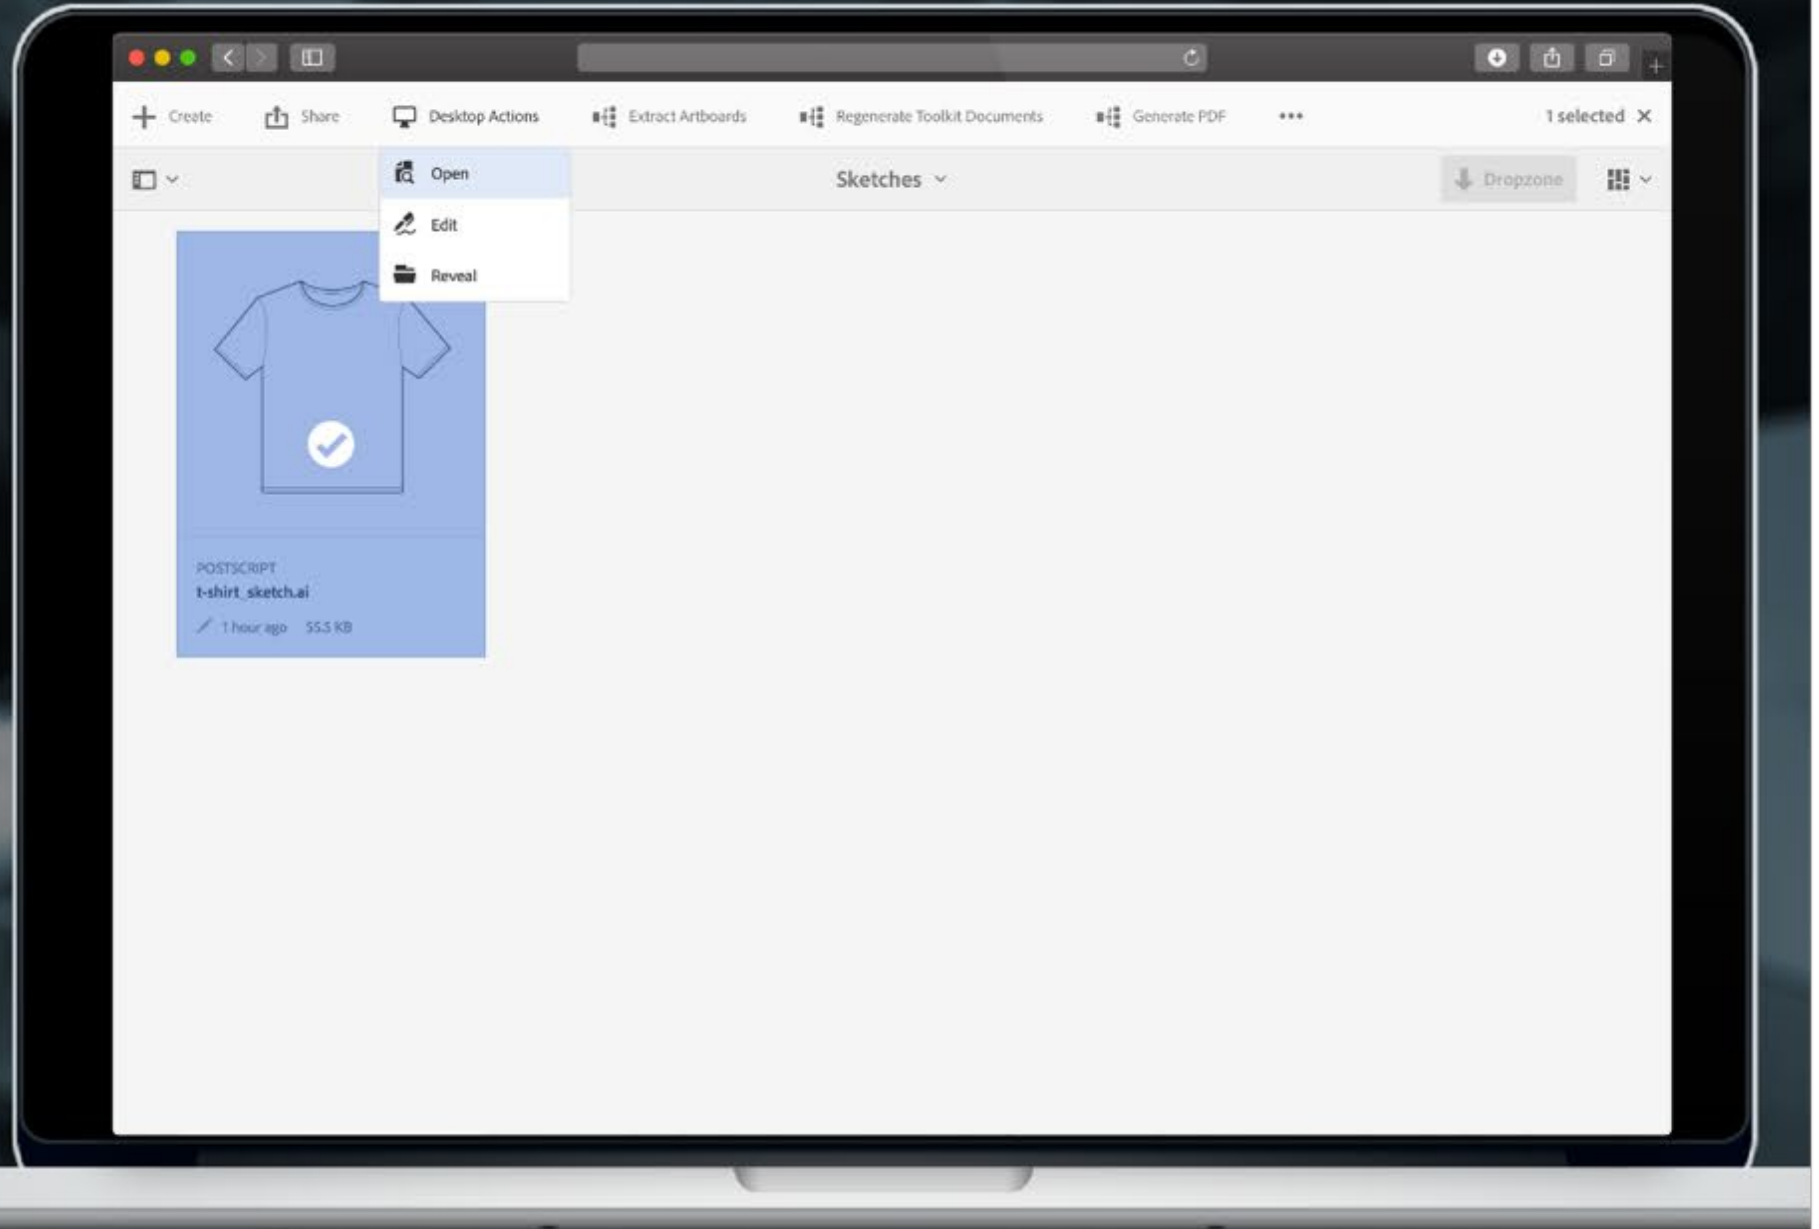 Create Share Desktop Actions Extract Artboards Regenerate Toolkit Documents Generate PDF ••• 1 selected
Open
Edit
Reveal
Sketches
Dropzone
POSTSCRIPT
t-shirt_sketch.ai
1 hour ago 55.5 KB